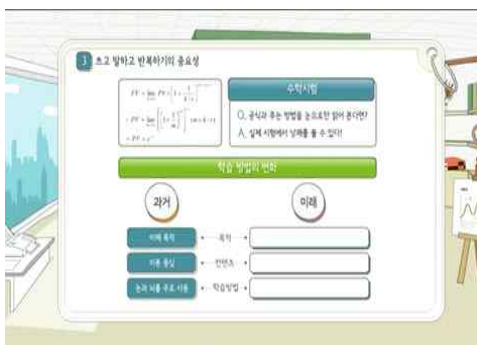 3 쓰고 말하고 반복하기의 중요성
수학시험
Q. 공식과 푸는 방법을 눈으로만 읽어 본다면?
A. 실제 시험에서 낭패를 볼 수 있다!
학습 방법의 변화
과거
미래
이해 목적
목적
이론 중심
컨텐츠
눈과 뇌를 주로 사용
학습방법